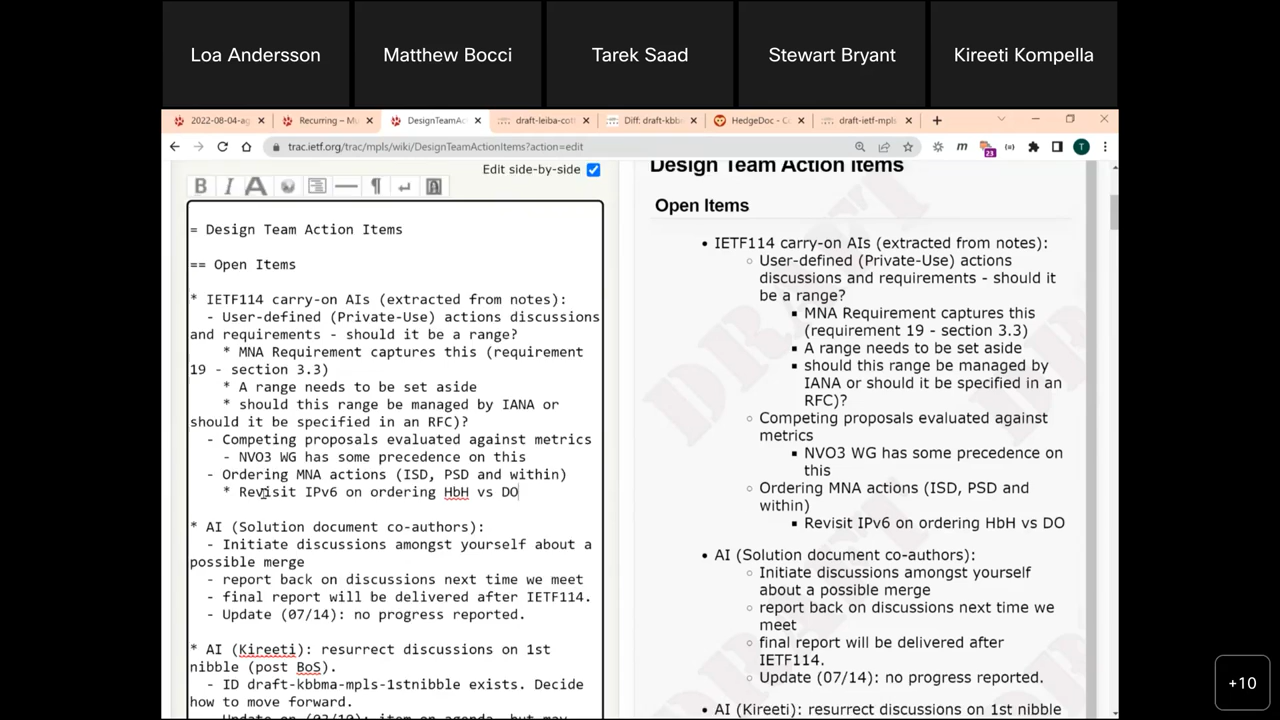 Loa Andersson
Matthew Bocci
Tarek Saad
Stewart Bryant
Kireeti Kompella
2022-08-04-ag
Recurring – Mu
DesignTeamAc
draft-leiba-cott
Diff: draft-kbb
HedgeDoc - C
draft-ietf-mpls
trac.ietf.org/trac/mpls/wiki/DesignTeamActionItems?action=edit
23
T
Edit side-by-side
= Design Team Action Items
== Open Items
* IETF114 carry-on AIs (extracted from notes):
- User-defined (Private-Use) actions discussions
and requirements - should it be a range?
* MNA Requirement captures this (requirement
19 - section 3.3)
* A range needs to be set aside
* should this range be managed by IANA or
should it be specified in an RFC)?
- Competing proposals evaluated against metrics
- NVO3 WG has some precedence on this
- Ordering MNA actions (ISD, PSD and within)
* Revisit IPv6 on ordering HbH vs DO
* AI (Solution document co-authors):
- Initiate discussions amongst yourself about a
possible merge
- report back on discussions next time we meet
- final report will be delivered after IETF114.
- Update (07/14): no progress reported.
* AI (Kireeti): resurrect discussions on 1st
nibble (post BoS).
- ID draft-kbbma-mpls-1stnibble exists. Decide
how to move forward.
- Update on (03/10): item on agenda, but may
Design Team Action Items
Open Items
• IETF114 carry-on AIs (extracted from notes):
User-defined (Private-Use) actions
discussions and requirements - should it
be a range?
MNA Requirement captures this
(requirement 19 - section 3.3)
A range needs to be set aside
should this range be managed by
IANA or should it be specified in an
RFC)?
Competing proposals evaluated against
metrics
NVO3 WG has some precedence on
this
Ordering MNA actions (ISD, PSD and
within)
Revisit IPv6 on ordering HbH vs DO
• AI (Solution document co-authors):
Initiate discussions amongst yourself
about a possible merge
report back on discussions next time we
meet
final report will be delivered after
IETF114.
Update (07/14): no progress reported.
• AI (Kireeti): resurrect discussions on 1st nibble
+10